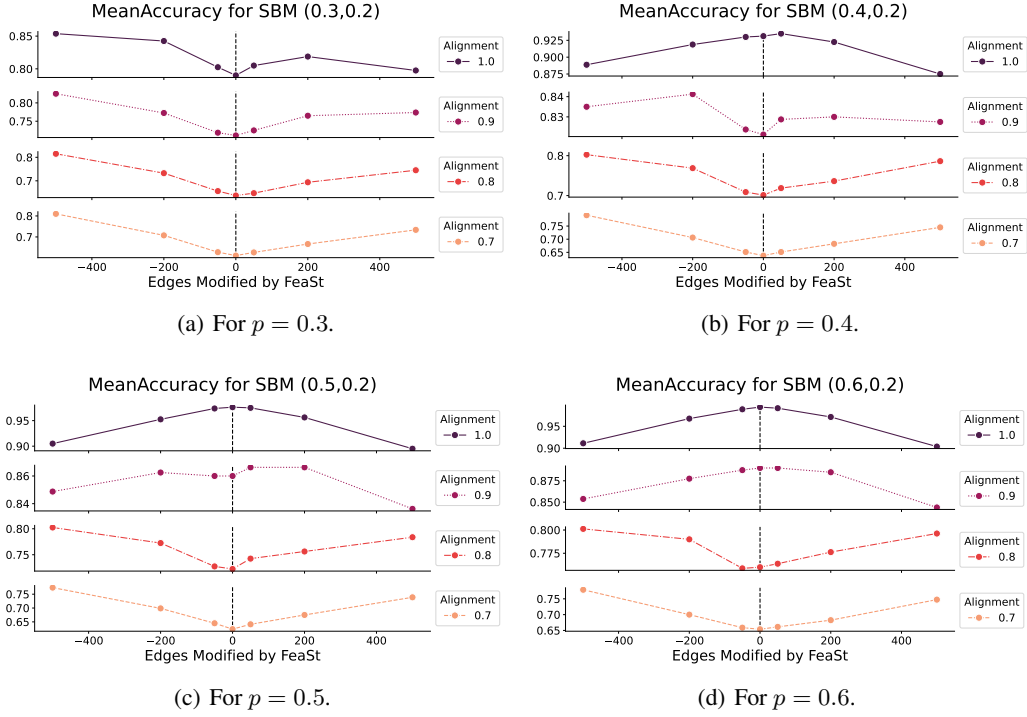 MeanAccuracy for SBM (0.3,0.2)
0.85
0.80
Alignment
1.0
0.80
0.75
Alignment
0.9
0.8
0.7
Alignment
0.8
0.8
0.7
Alignment
0.7
−400 −200 0 200 400
Edges Modified by FeaSt
(a) For p = 0.3.
MeanAccuracy for SBM (0.4,0.2)
0.925
0.900
0.875
Alignment
1.0
0.84
0.83
Alignment
0.9
0.8
0.7
Alignment
0.8
0.75
0.65
Alignment
0.7
−400 −200 0 200 400
Edges Modified by FeaSt
(b) For p = 0.4.
MeanAccuracy for SBM (0.5,0.2)
0.95
0.90
Alignment
1.0
0.86
0.84
Alignment
0.9
0.80
0.75
Alignment
0.8
0.75
0.70
0.65
Alignment
0.7
−400 −200 0 200 400
Edges Modified by FeaSt
(c) For p = 0.5.
MeanAccuracy for SBM (0.6,0.2)
0.95
0.90
Alignment
1.0
0.875
0.850
Alignment
0.9
0.800
0.775
Alignment
0.8
0.75
0.70
0.65
Alignment
0.7
−400 −200 0 200 400
Edges Modified by FeaSt
(d) For p = 0.6.